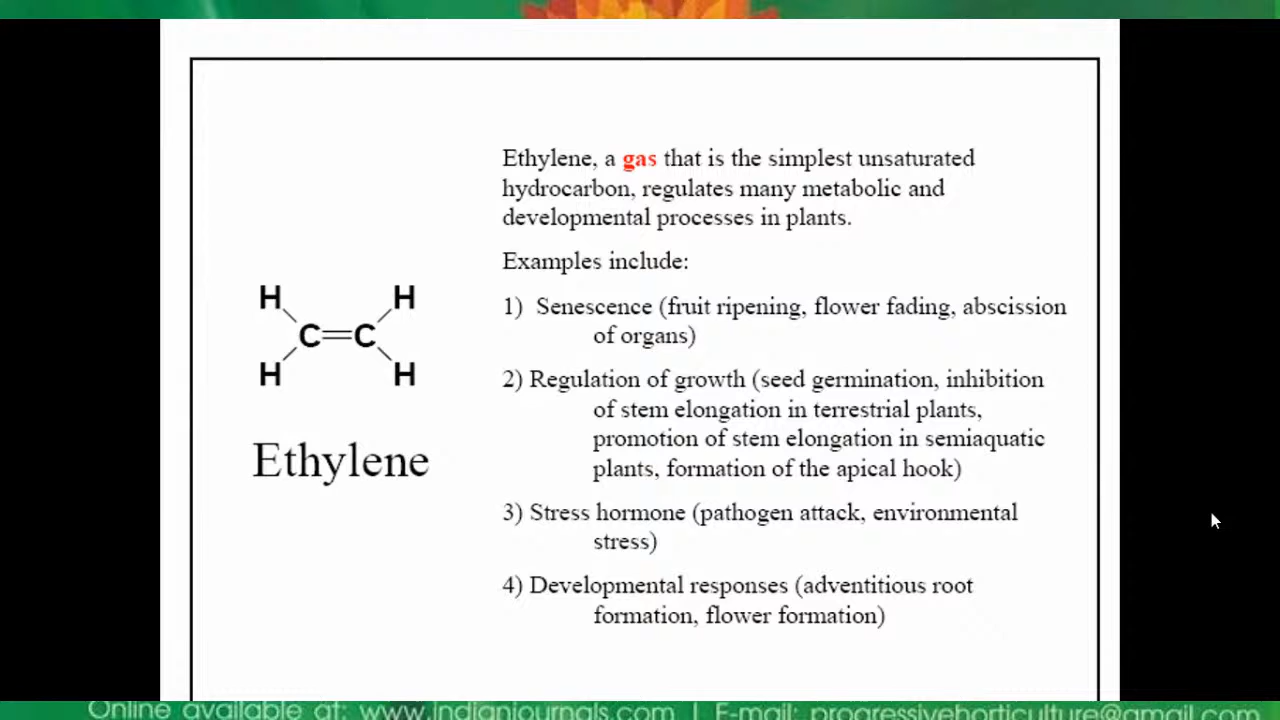 Ethylene, a gas that is the simplest unsaturated
hydrocarbon, regulates many metabolic and
developmental processes in plants.
Examples include:
1) Senescence (fruit ripening, flower fading, abscission
of organs)
2) Regulation of growth (seed germination, inhibition
of stem elongation in terrestrial plants,
promotion of stem elongation in semiaquatic
plants, formation of the apical hook)
3) Stress hormone (pathogen attack, environmental
stress)
4) Developmental responses (adventitious root
formation, flower formation)
H H
C=C
H H
Ethylene
Online available at: www.indianjournals.com | E-mail: progressivehorticulture@gmail.com